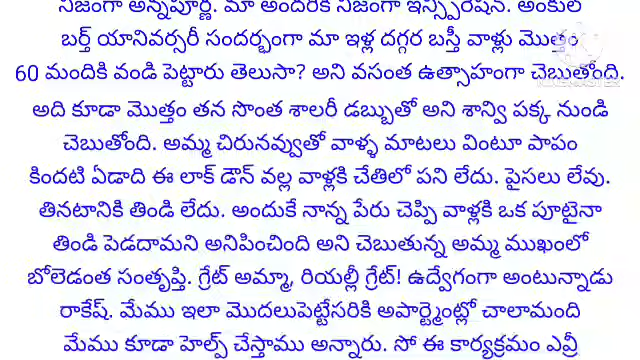 నిజంగా అన్నపూర్ణ. మా అందరికీ నిజంగా ఇన్స్పిరేషన్. అంకుల్
బర్త్ యానివర్సరీ సందర్భంగా మా ఇళ్ల దగ్గర బస్తీ వాళ్లు మొత్తం
60 మందికి వండి పెట్టారు తెలుసా? అని వసంత ఉత్సాహంగా చెబుతోంది.
అది కూడా మొత్తం తన సొంత శాలరీ డబ్బుతో అని శాన్వి పక్క నుండి
చెబుతోంది. అమ్మ చిరునవ్వుతో వాళ్ళ మాటలు వింటూ పాపం
కిందటి ఏడాది ఈ లాక్ డౌన్ వల్ల వాళ్లకి చేతిలో పని లేదు. పైసలు లేవు.
తినటానికి తిండి లేదు. అందుకే నాన్న పేరు చెప్పి వాళ్లకి ఒక పూటైనా
తిండి పెడదామని అనిపించింది అని చెబుతున్న అమ్మ ముఖంలో
బోలెడంత సంతృప్తి. గ్రేట్ అమ్మా, రియల్లీ గ్రేట్! ఉద్వేగంగా అంటున్నాడు
రాకేష్. మేము ఇలా మొదలుపెట్టేసరికి అపార్ట్మెంట్లో చాలామంది
మేము కూడా హెల్ప్ చేస్తాము అన్నారు. సో ఈ కార్యక్రమం ఎవ్రీ